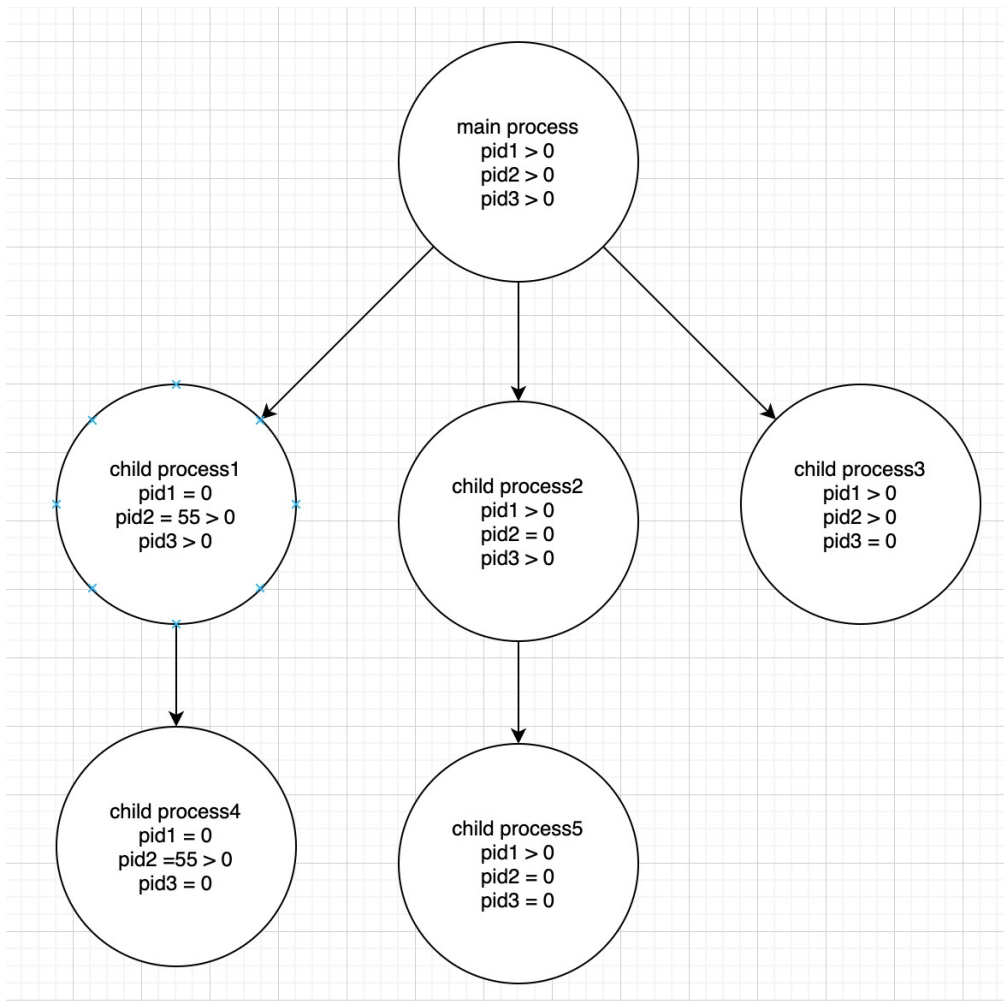 main process
pid1 > 0
pid2 > 0
pid3 > 0
child process1
pid1 = 0
pid2 = 55 > 0
pid3 > 0
child process2
pid1 > 0
pid2 = 0
pid3 > 0
child process3
pid1 > 0
pid2 > 0
pid3 = 0
child process4
pid1 = 0
pid2 =55 > 0
pid3 = 0
child process5
pid1 > 0
pid2 = 0
pid3 = 0